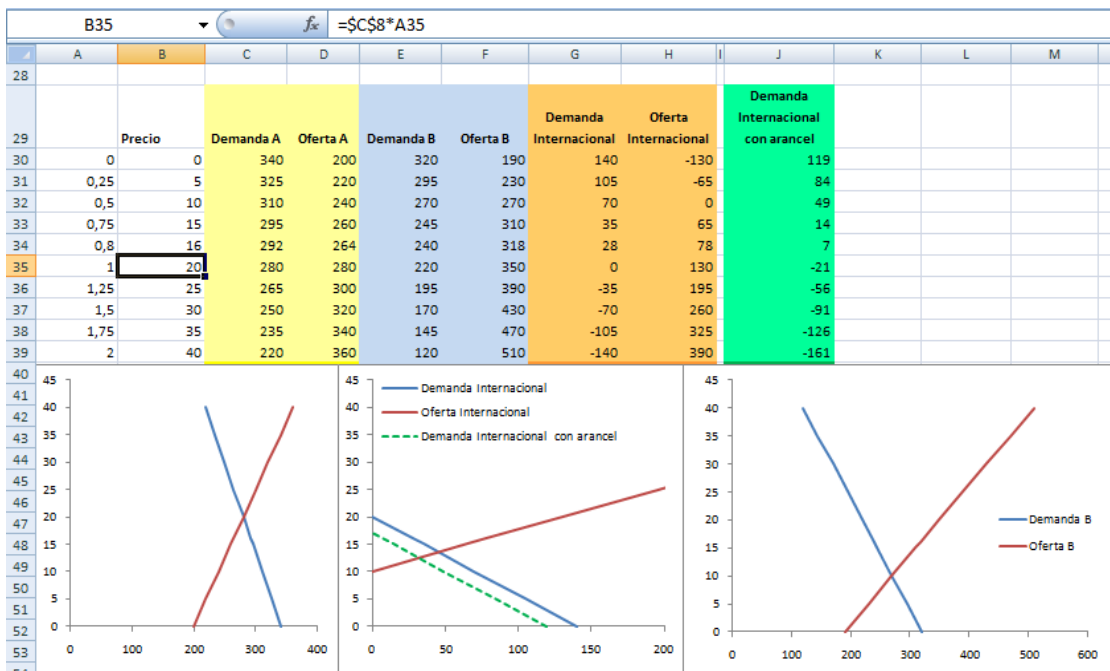 B35 fx =$C$8*A35
A B C D E F G H I J K L M
28
29 Precio Demanda A Oferta A Demanda B Oferta B Demanda Internacional Oferta Internacional Demanda Internacional con arancel
30 0 0 340 200 320 190 140 -130 119
31 0,25 5 325 220 295 230 105 -65 84
32 0,5 10 310 240 270 270 70 0 49
33 0,75 15 295 260 245 310 35 65 14
34 0,8 16 292 264 240 318 28 78 7
35 1 20 280 280 220 350 0 130 -21
36 1,25 25 265 300 195 390 -35 195 -56
37 1,5 30 250 320 170 430 -70 260 -91
38 1,75 35 235 340 145 470 -105 325 -126
39 2 40 220 360 120 510 -140 390 -161
40
41
42
43
44
45
46
47
48
49
50
51
52
53
45
40
35
30
25
20
15
10
5
0
0 100 200 300 400
45
40
35
30
25
20
15
10
5
0
0 50 100 150 200
Demanda Internacional
Oferta Internacional
Demanda Internacional con arancel
45
40
35
30
25
20
15
10
5
0
0 100 200 300 400 500 600
Demanda B
Oferta B